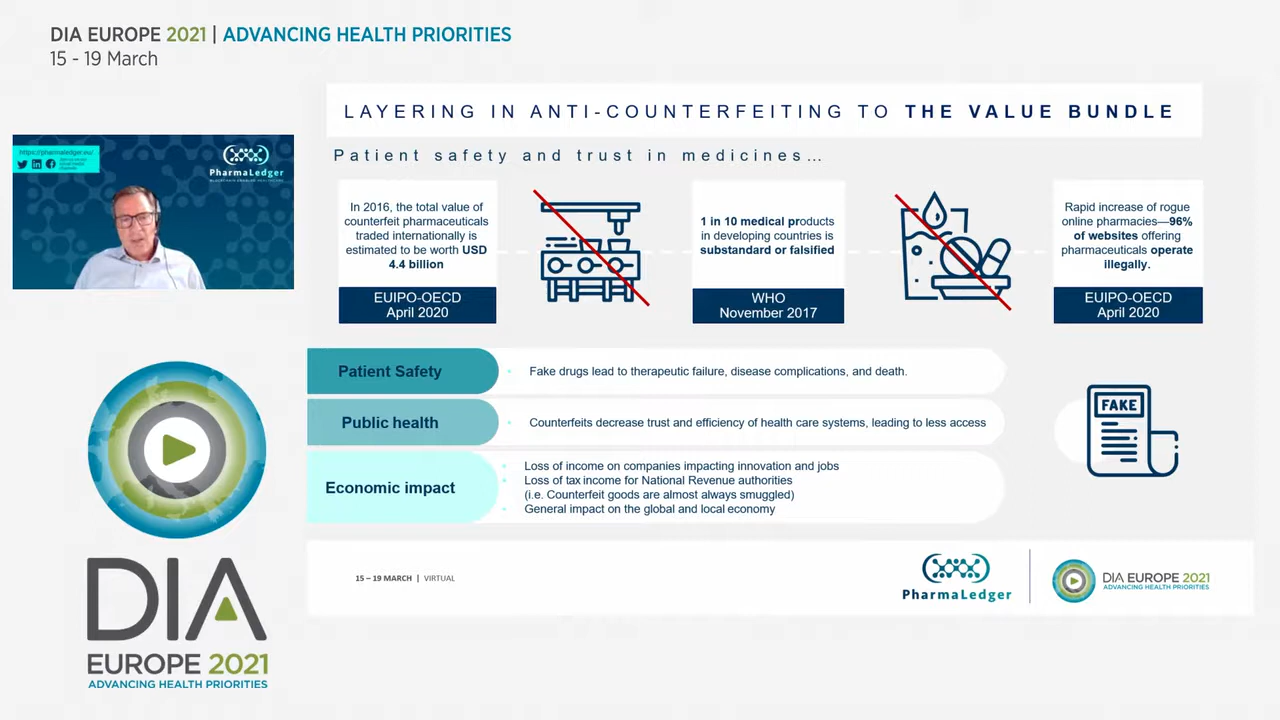 DIA EUROPE 2021 | ADVANCING HEALTH PRIORITIES
15 - 19 March
https://pharmaledger.eu/
PharmaLedger
LAYERING IN ANTI-COUNTERFEITING TO THE VALUE BUNDLE
Patient safety and trust in medicines...
In 2016, the total value of
counterfeit pharmaceuticals
traded internationally is
estimated to be worth USD
4.4 billion
EUIPO-OECD
April 2020
1 in 10 medical products
in developing countries is
substandard or falsified
WHO
November 2017
Rapid increase of rogue
online pharmacies—96%
of websites offering
pharmaceuticals operate
illegally.
EUIPO-OECD
April 2020
Patient Safety
• Fake drugs lead to therapeutic failure, disease complications, and death.
Public health
• Counterfeits decrease trust and efficiency of health care systems, leading to less access
Economic impact
• Loss of income on companies impacting innovation and jobs
• Loss of tax income for National Revenue authorities
(i.e. Counterfeit goods are almost always smuggled)
• General impact on the global and local economy
FAKE
15 – 19 MARCH | VIRTUAL
PharmaLedger
DIA EUROPE 2021
ADVANCING HEALTH PRIORITIES
DIA
EUROPE 2021
ADVANCING HEALTH PRIORITIES